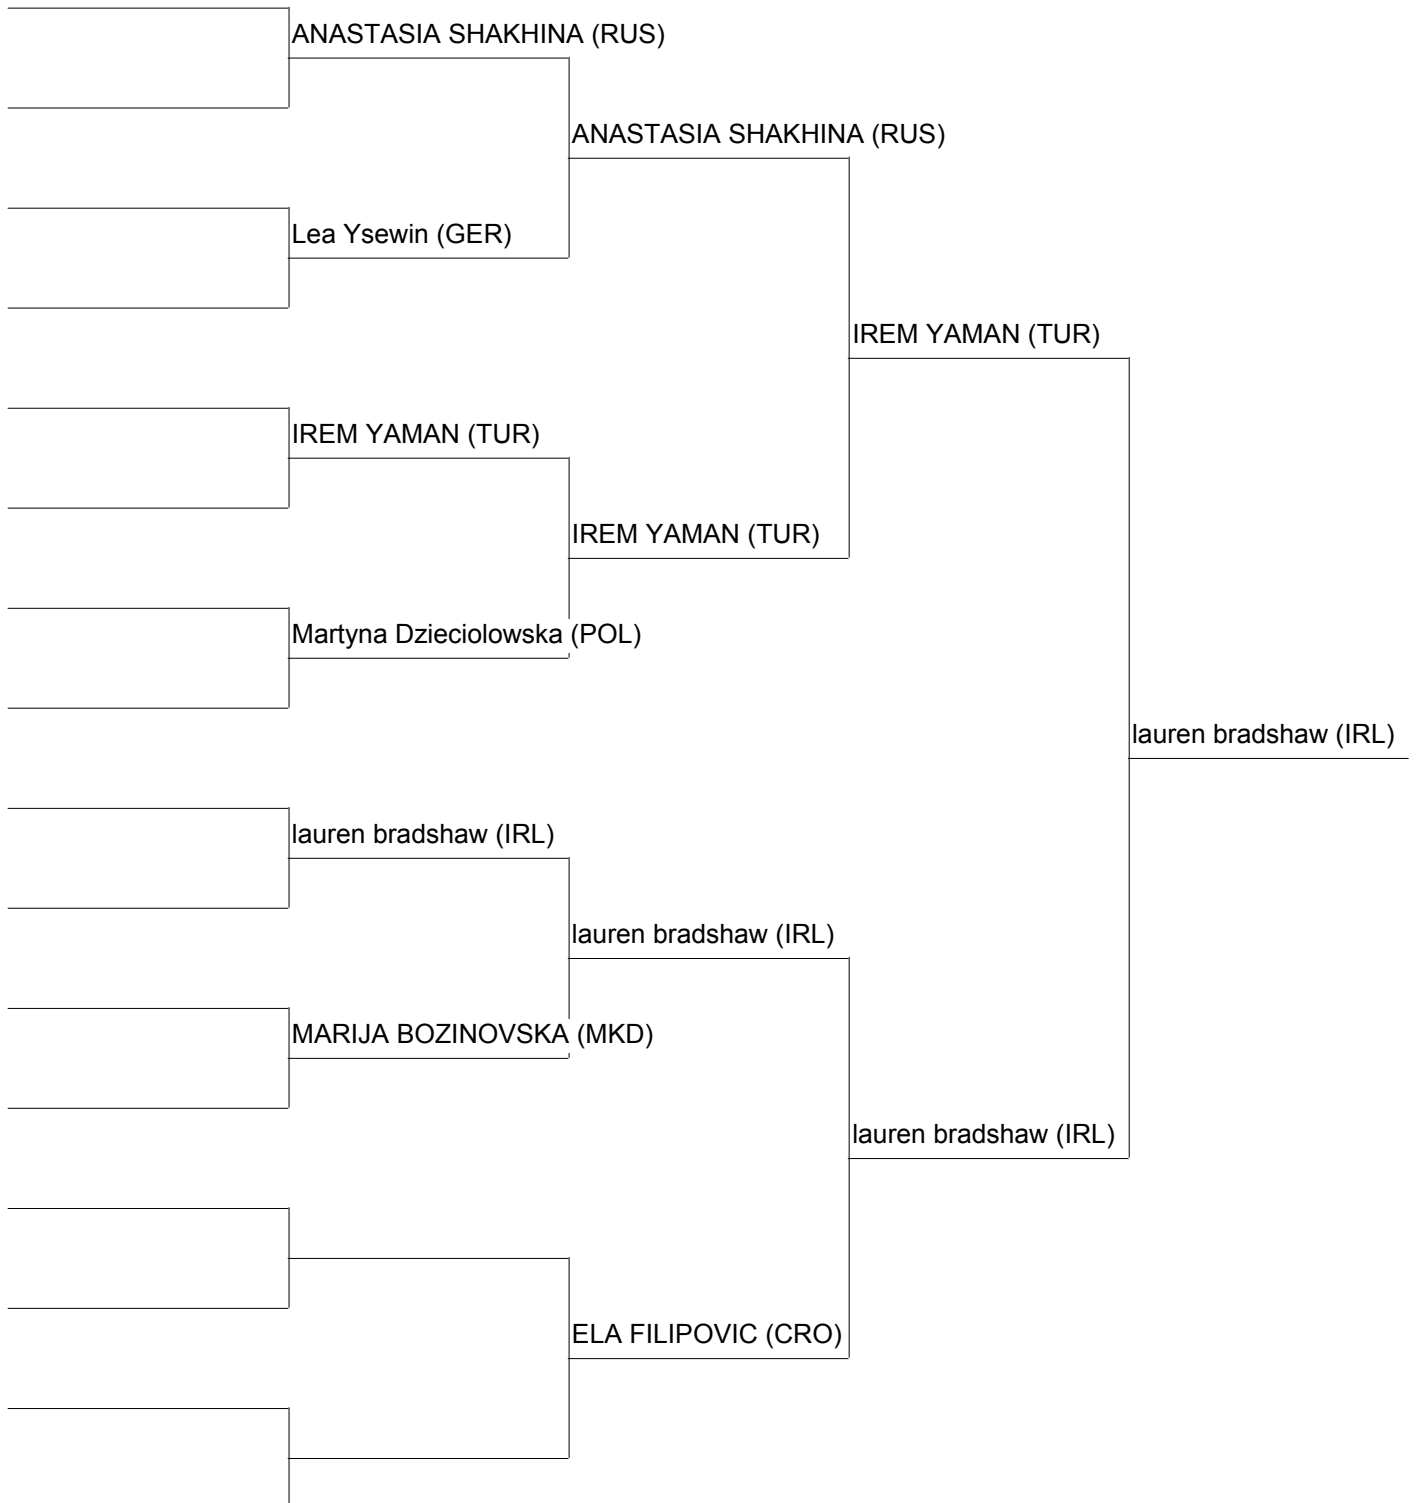 ANASTASIA SHAKHINA (RUS)
ANASTASIA SHAKHINA (RUS)
Lea Ysewin (GER)
IREM YAMAN (TUR)
IREM YAMAN (TUR)
IREM YAMAN (TUR)
Martyna Dzieciolowska (POL)
lauren bradshaw (IRL)
lauren bradshaw (IRL)
lauren bradshaw (IRL)
MARIJA BOZINOVSKA (MKD)
lauren bradshaw (IRL)
ELA FILIPOVIC (CRO)